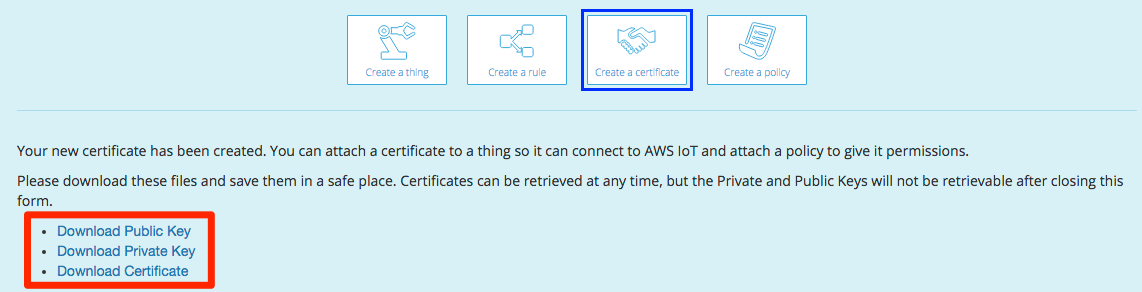 Create a thing
Create a rule
Create a certificate
Create a policy
Your new certificate has been created. You can attach a certificate to a thing so it can connect to AWS IoT and attach a policy to give it permissions.
Please download these files and save them in a safe place. Certificates can be retrieved at any time, but the Private and Public Keys will not be retrievable after closing this
form.
• Download Public Key
• Download Private Key
• Download Certificate